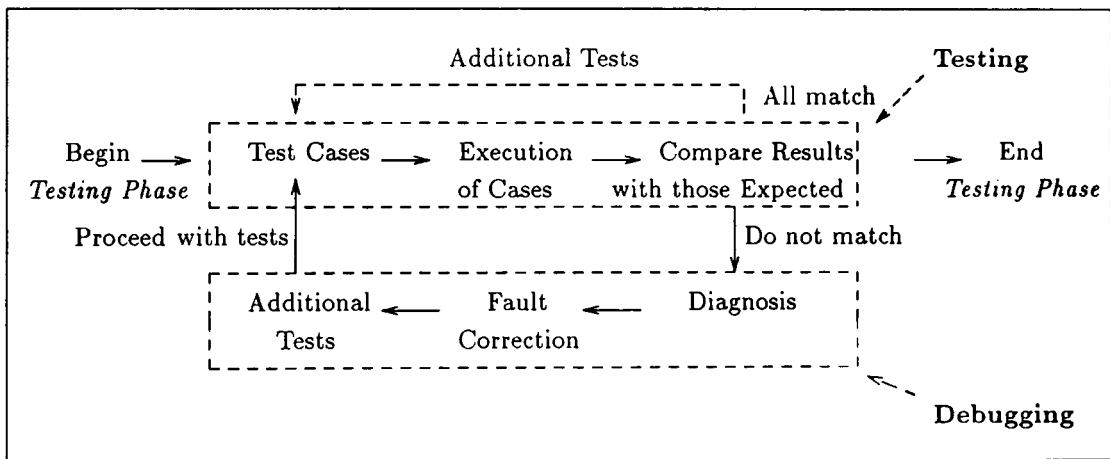 Additional Tests
Testing
All match
Begin
Testing Phase
Test Cases
Execution
of Cases
Compare Results
with those Expected
End
Testing Phase
Proceed with tests
Do not match
Additional
Tests
Fault
Correction
Diagnosis
Debugging